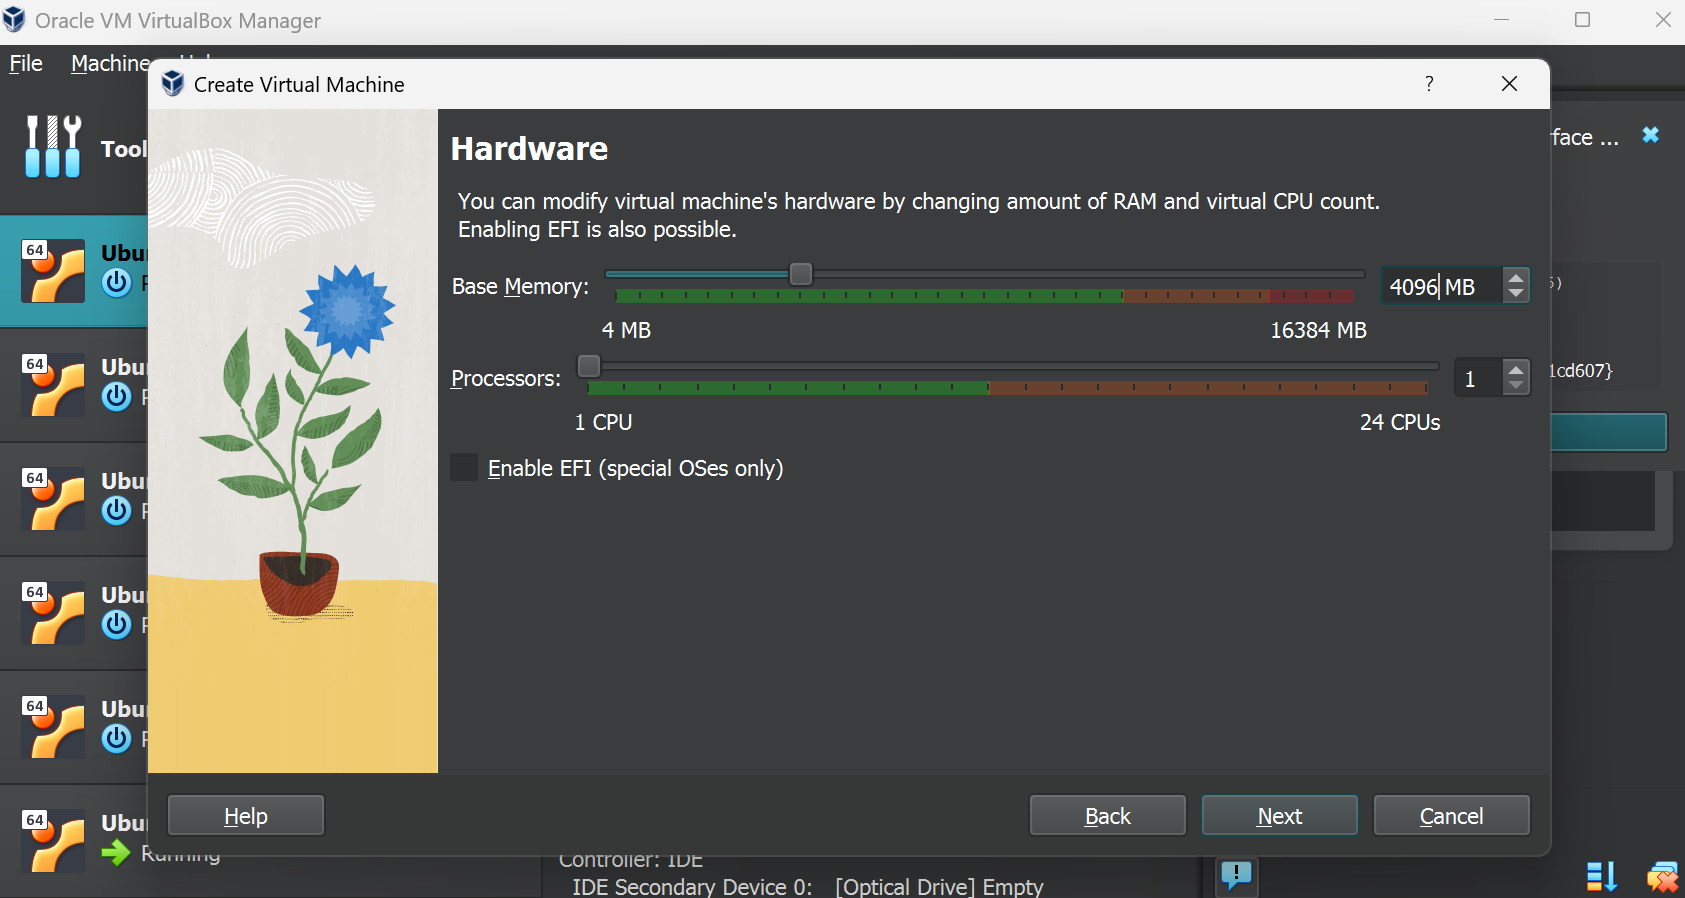 Oracle VM VirtualBox Manager
File Machine
Create Virtual Machine ?
Hardware
You can modify virtual machine's hardware by changing amount of RAM and virtual CPU count.
Enabling EFI is also possible.
Base Memory: 4096 MB
4 MB 16384 MB
Processors: 1
1 CPU 24 CPUs
Enable EFI (special OSes only)
Help Back Next Cancel
Tool
64 Ubu
64 Ubu
64 Ubu
64 Ubu
64 Ubu
64 Ubu
Running
rface ...
)
1cd607}
Controller: IDE
IDE Secondary Device 0: [Optical Drive] Empty